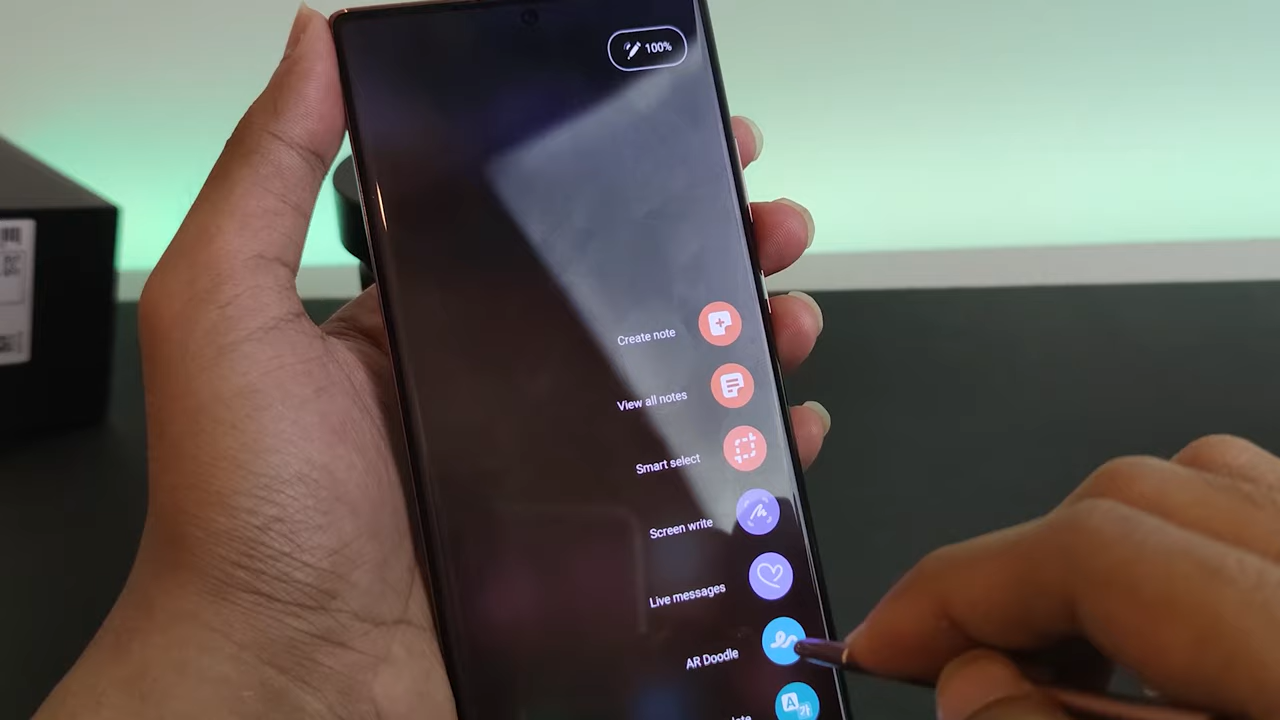 100%
Create note
View all notes
Smart select
Screen write
Live messages
AR Doodle